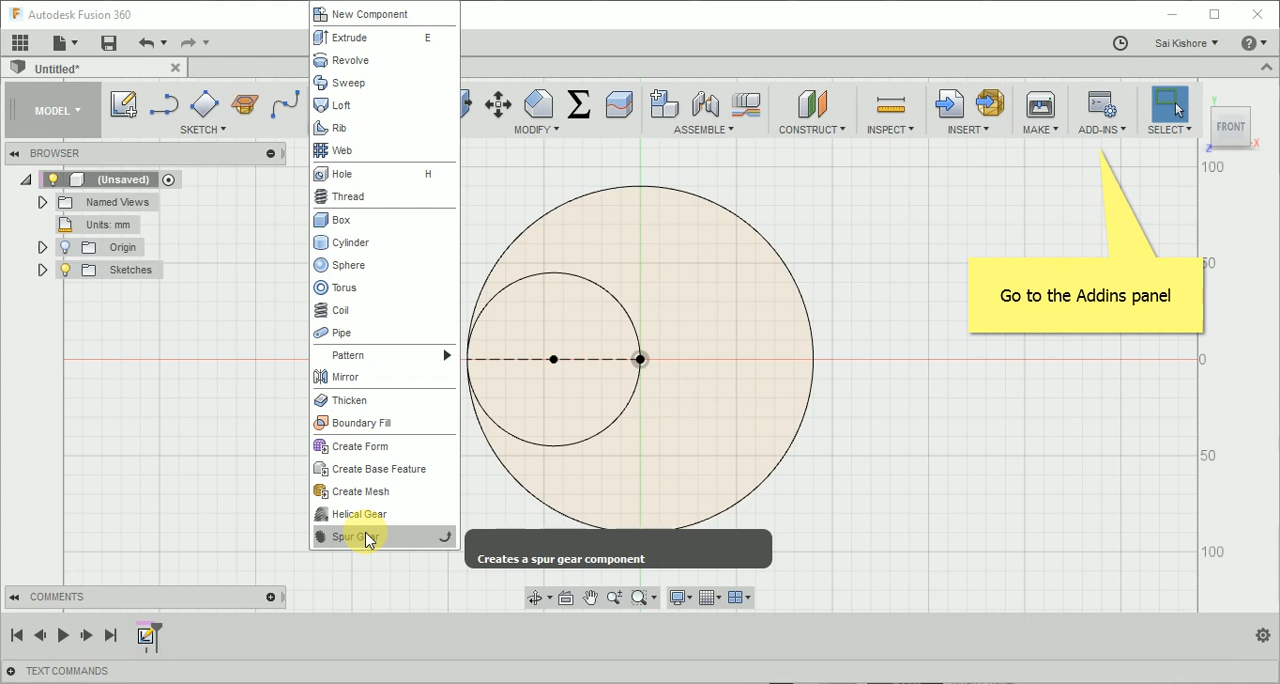 Autodesk Fusion 360
Sai Kishore
Untitled*
MODEL
SKETCH
MODIFY
ASSEMBLE
CONSTRUCT
INSPECT
INSERT
MAKE
ADD-INS
SELECT
BROWSER
(Unsaved)
Named Views
Units: mm
Origin
Sketches
New Component
Extrude E
Revolve
Sweep
Loft
Rib
Web
Hole H
Thread
Box
Cylinder
Sphere
Torus
Coil
Pipe
Pattern
Mirror
Thicken
Boundary Fill
Create Form
Create Base Feature
Create Mesh
Helical Gear
Spur Gear
Creates a spur gear component
Go to the Addins panel
Y
FRONT
Z
X
100
50
0
50
100
COMMENTS
TEXT COMMANDS